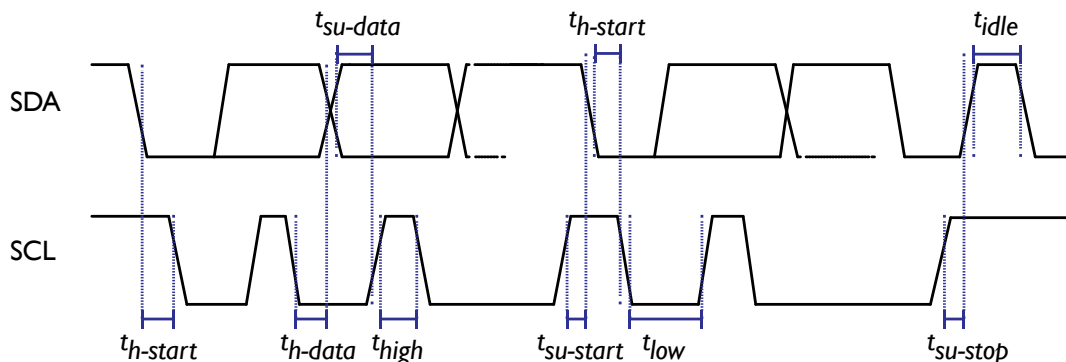 t_su-data t_h-start t_idle
SDA
SCL
t_h-start t_h-data t_high t_su-start t_low t_su-stop